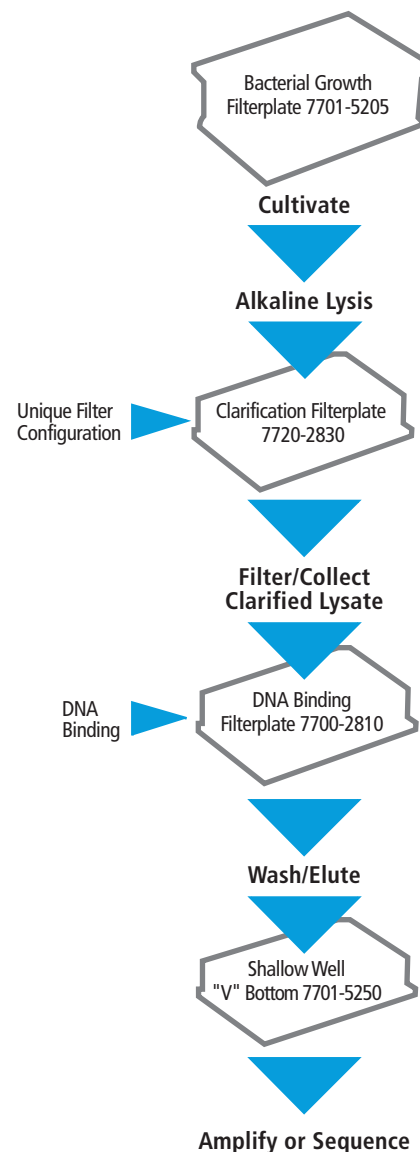 Bacterial Growth
Filterplate 7701-5205
Cultivate
Alkaline Lysis
Unique Filter
Configuration
Clarification Filterplate
7720-2830
Filter/Collect
Clarified Lysate
DNA
Binding
DNA Binding
Filterplate 7700-2810
Wash/Elute
Shallow Well
"V" Bottom 7701-5250
Amplify or Sequence